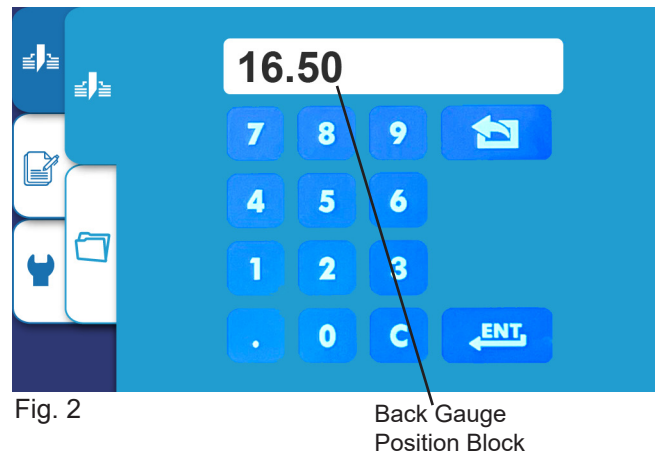 16.50
7 8 9
4 5 6
1 2 3
. 0 C ENT
Fig. 2
Back Gauge
Position Block